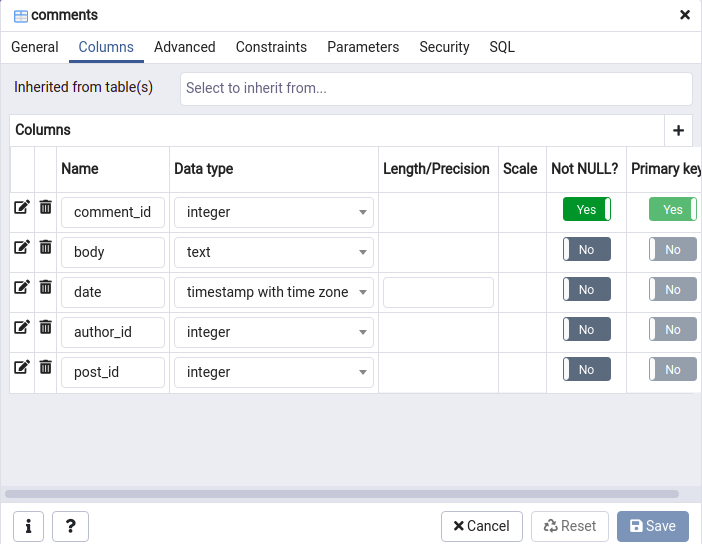 comments
General Columns Advanced Constraints Parameters Security SQL
Inherited from table(s) Select to inherit from...
Columns
Name Data type Length/Precision Scale Not NULL? Primary key
comment_id integer Yes Yes
body text No No
date timestamp with time zone No No
author_id integer No No
post_id integer No No
i ? Cancel Reset Save